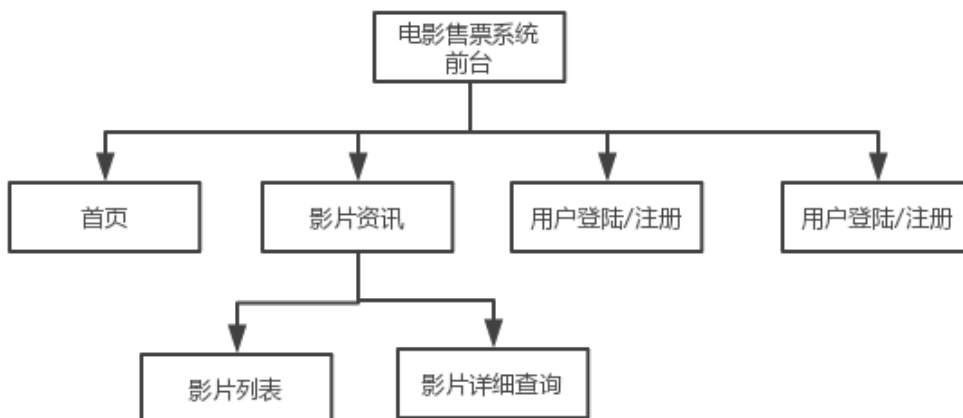 电影售票系统
前台
首页
影片资讯
用户登陆/注册
用户登陆/注册
影片列表
影片详细查询